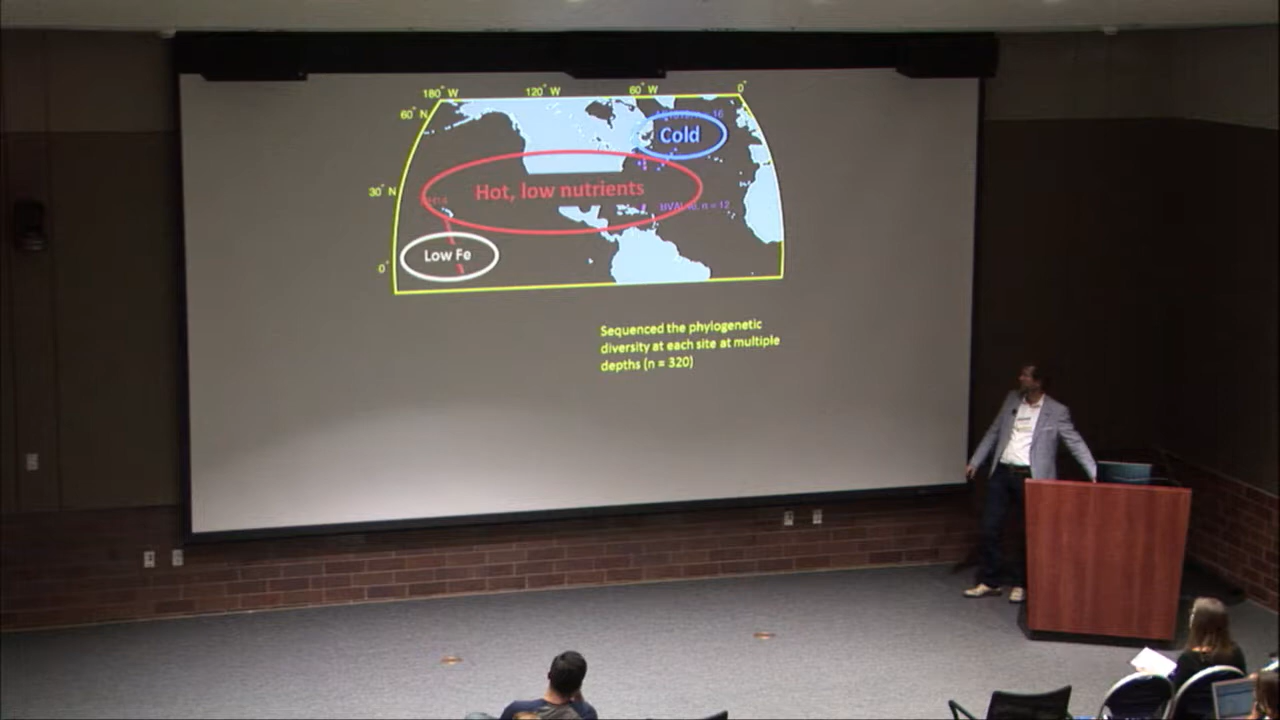 180° W 120° W 60° W 0°
60° N
Cold
30° N
Hot, low nutrients
n = 12
Low Fe
0°
Sequenced the phylogenetic
diversity at each site at multiple
depths (n = 320)